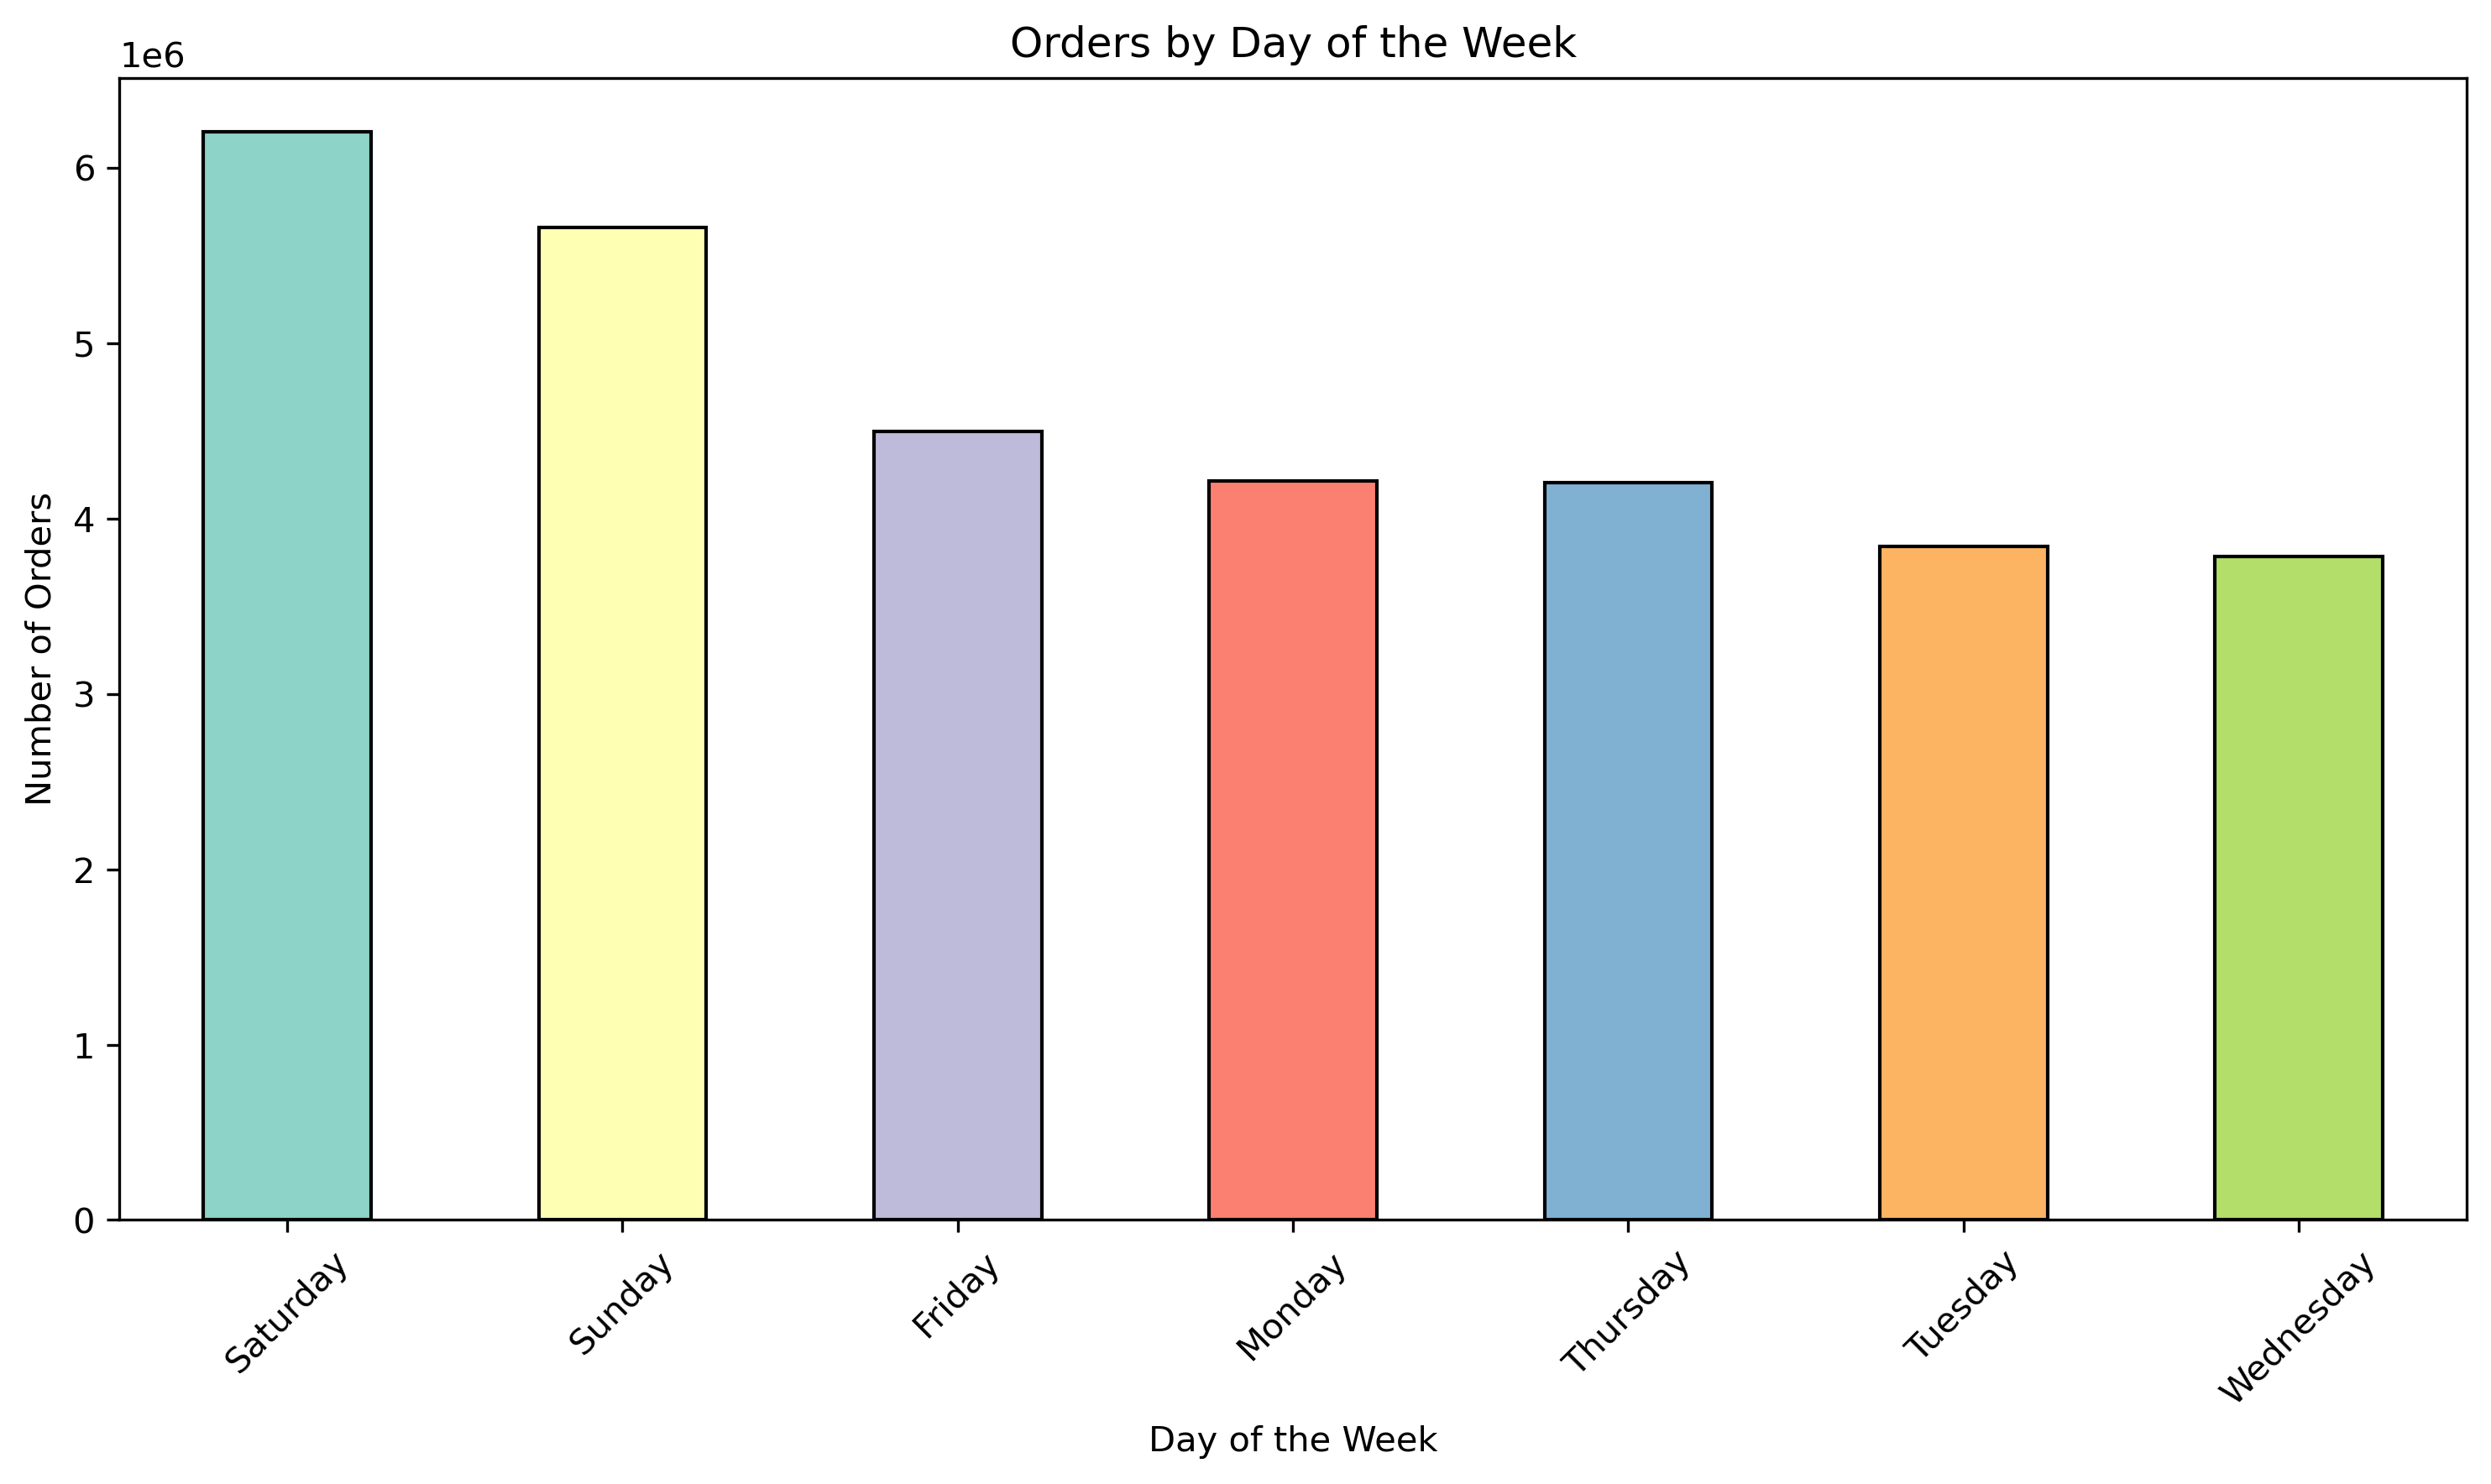 Orders by Day of the Week
1e6
6
5
4
3
2
1
0
Number of Orders
Saturday
Sunday
Friday
Monday
Thursday
Tuesday
Wednesday
Day of the Week